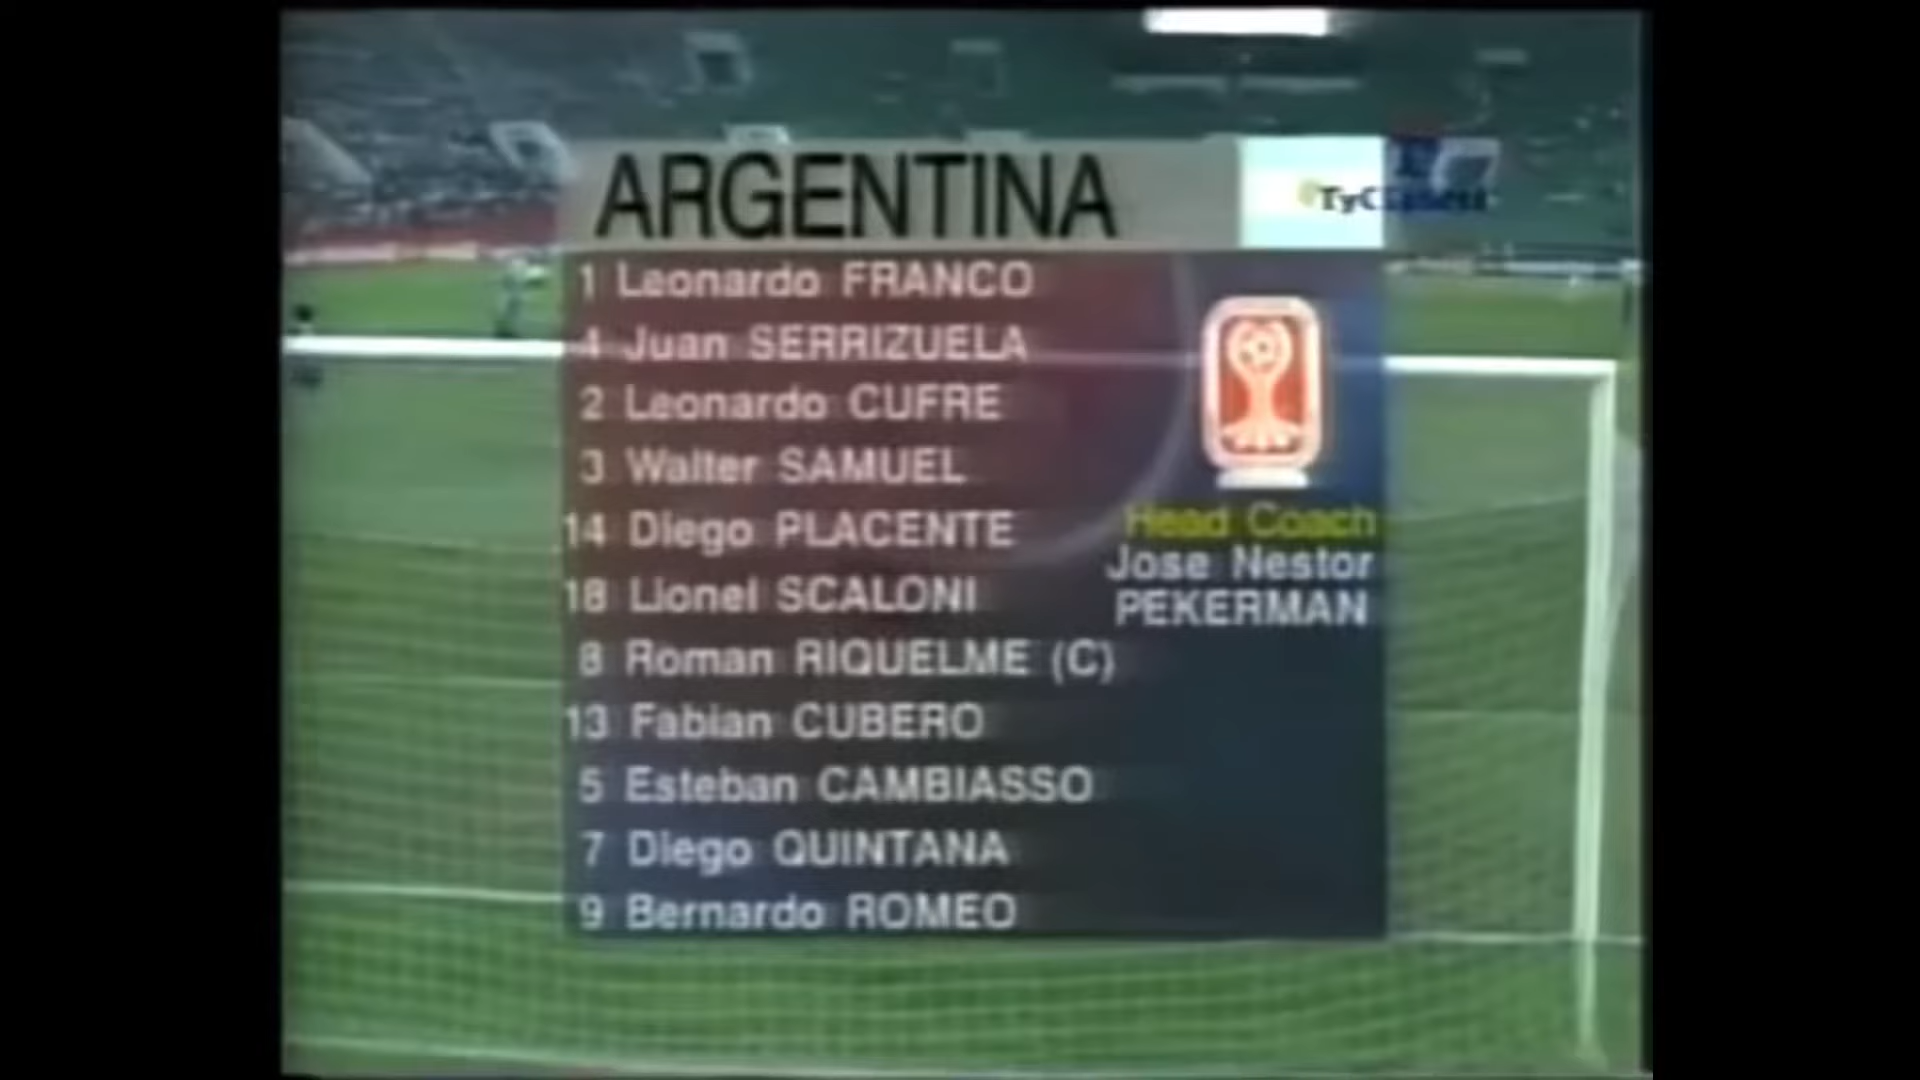 ARGENTINA
TyC
1 Leonardo FRANCO
4 Juan SERRIZUELA
2 Leonardo CUFRE
3 Walter SAMUEL
14 Diego PLACENTE
18 Lionel SCALONI
8 Roman RIQUELME (C)
13 Fabian CUBERO
5 Esteban CAMBIASSO
7 Diego QUINTANA
9 Bernardo ROMEO
Head Coach
Jose Nestor
PEKERMAN